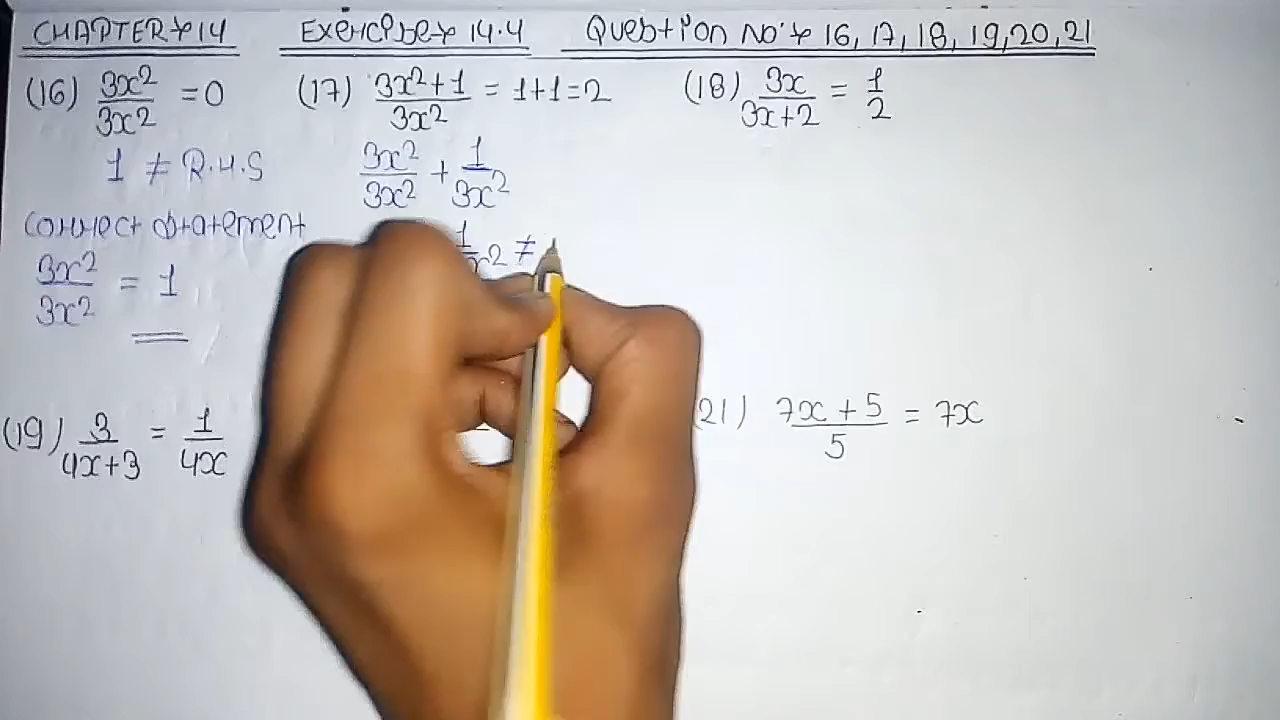 CHAPTER→14 Exercise→ 14.4 Question No:→ 16, 17, 18, 19, 20, 21
(16) 3x²/3x² = 0 (17) 3x²+1/3x² = 1+1=2 (18) 3x/3x+2 = 1/2
1 ≠ R.H.S 3x²/3x² + 1/3x²
Correct statement
3x²/3x² = 1 ≠
(19) 3/4x+3 = 1/4x 21) 7x+5/5 = 7x